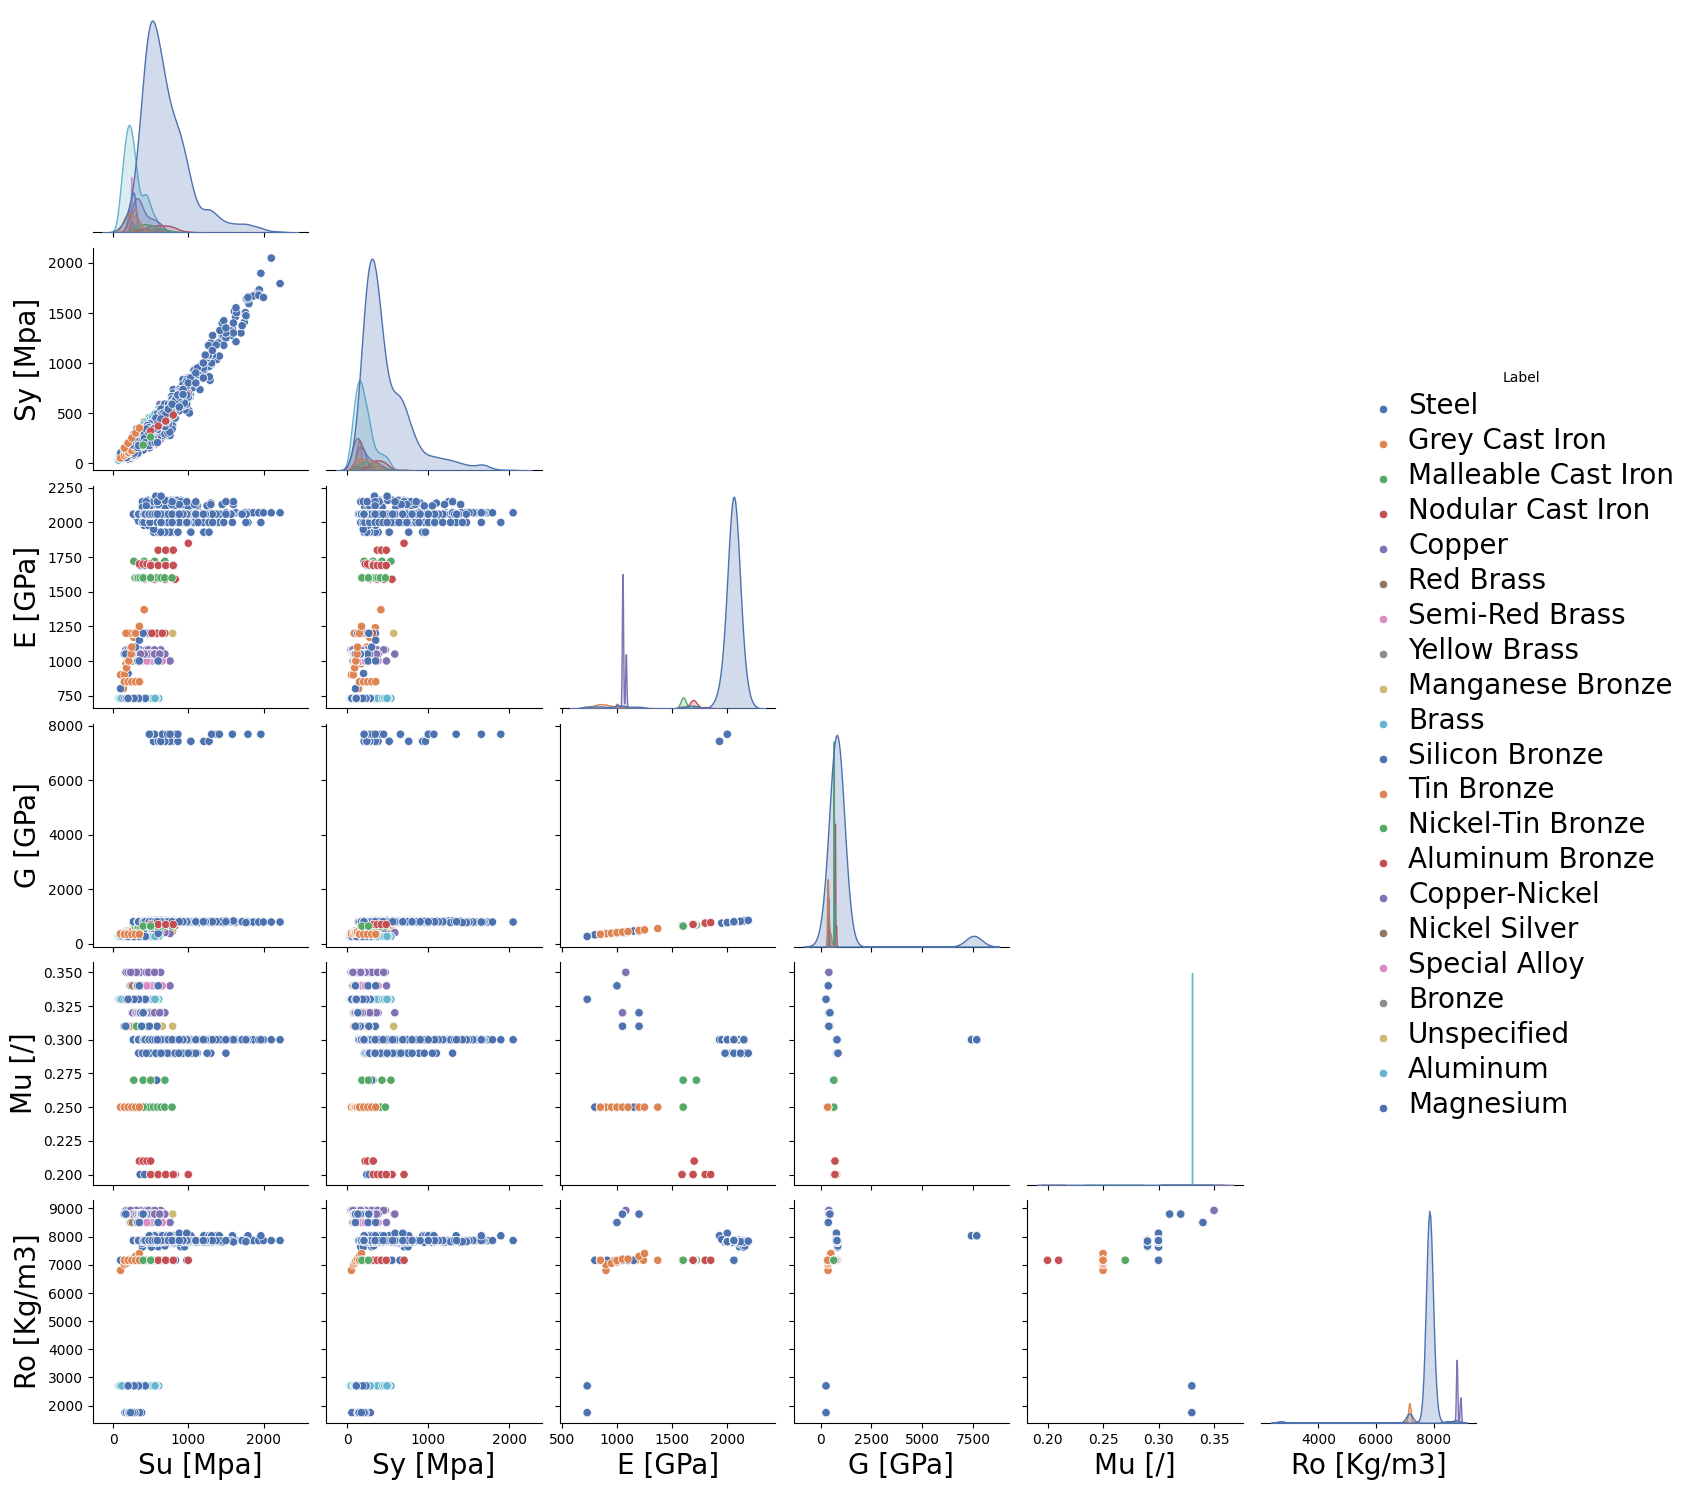 Sy [Mpa]
2000
1500
1000
500
0
E [GPa]
2250
2000
1750
1500
1250
1000
750
G [GPa]
8000
6000
4000
2000
0
Mu [/]
0.350
0.325
0.300
0.275
0.250
0.225
0.200
Ro [Kg/m3]
9000
8000
7000
6000
5000
4000
3000
2000
0 1000 2000
0 1000 2000
500 1000 1500 2000
0 2500 5000 7500
0.20 0.25 0.30 0.35
4000 6000 8000
Su [Mpa]
Sy [Mpa]
E [GPa]
G [GPa]
Mu [/]
Ro [Kg/m3]
Label
Steel
Grey Cast Iron
Malleable Cast Iron
Nodular Cast Iron
Copper
Red Brass
Semi-Red Brass
Yellow Brass
Manganese Bronze
Brass
Silicon Bronze
Tin Bronze
Nickel-Tin Bronze
Aluminum Bronze
Copper-Nickel
Nickel Silver
Special Alloy
Bronze
Unspecified
Aluminum
Magnesium